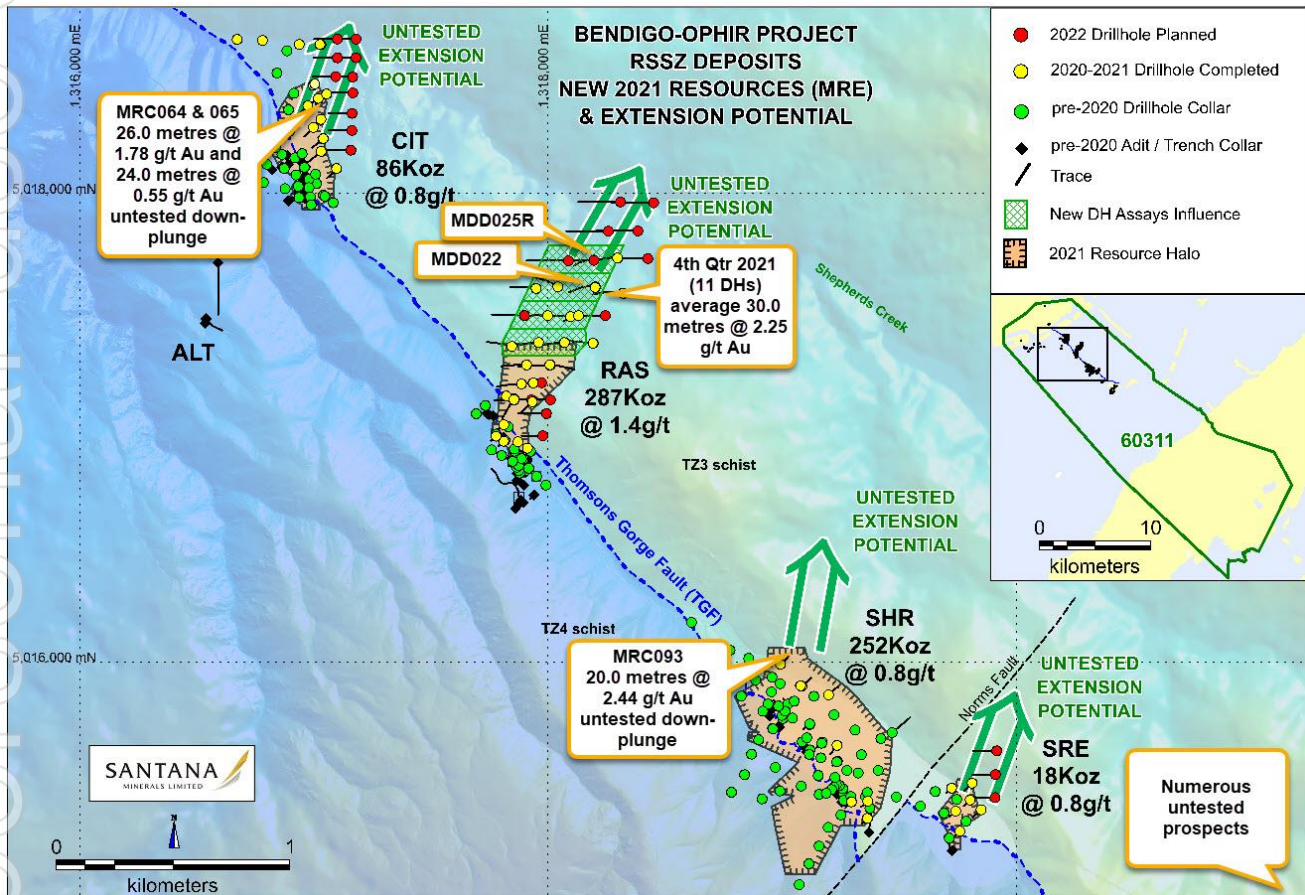 BENDIGO-OPHIR PROJECT
RSSZ DEPOSITS
NEW 2021 RESOURCES (MRE)
& EXTENSION POTENTIAL
1,316,000 mE
1,318,000 mE
5,018,000 mN
5,016,000 mN
UNTESTED
EXTENSION
POTENTIAL
MRC064 & 065
26.0 metres @
1.78 g/t Au and
24.0 metres @
0.55 g/t Au
untested down-
plunge
CIT
86Koz
@ 0.8g/t
ALT
UNTESTED
EXTENSION
POTENTIAL
MDD025R
MDD022
4th Qtr 2021
(11 DHs)
average 30.0
metres @ 2.25
g/t Au
Shepherds Creek
RAS
287Koz
@ 1.4g/t
TZ3 schist
Thomsons Gorge Fault (TGF)
TZ4 schist
UNTESTED
EXTENSION
POTENTIAL
SHR
252Koz
@ 0.8g/t
MRC093
20.0 metres @
2.44 g/t Au
untested down-
plunge
Norms Fault
UNTESTED
EXTENSION
POTENTIAL
SRE
18Koz
@ 0.8g/t
Numerous
untested
prospects
SANTANA
MINERALS LIMITED
N
0 1
kilometers
2022 Drillhole Planned
2020-2021 Drillhole Completed
pre-2020 Drillhole Collar
pre-2020 Adit / Trench Collar
Trace
New DH Assays Influence
2021 Resource Halo
60311
0 10
kilometers